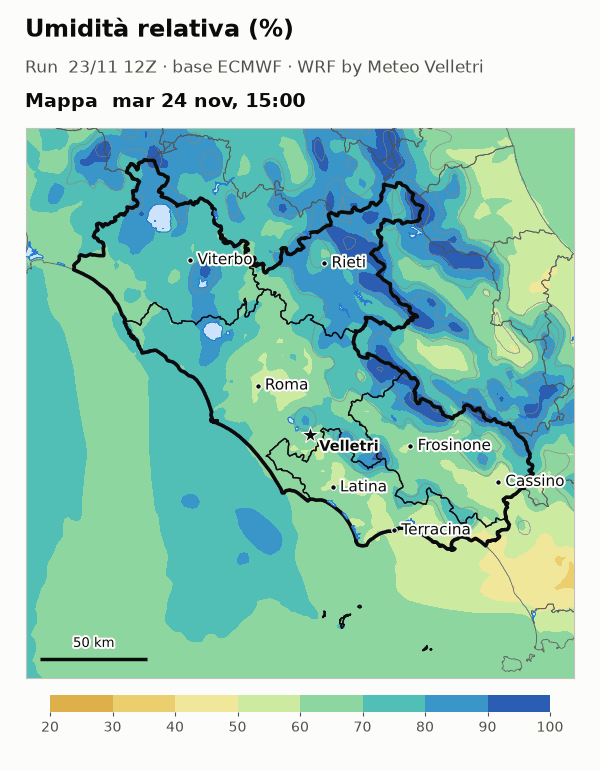 Umidità relativa (%)
Run  23/11 12Z · base ECMWF · WRF by Meteo Velletri
Mappa  mar 24 nov, 15:00
Viterbo
Rieti
Roma
Velletri
Frosinone
Cassino
Latina
Terracina
50 km
20 30 40 50 60 70 80 90 100